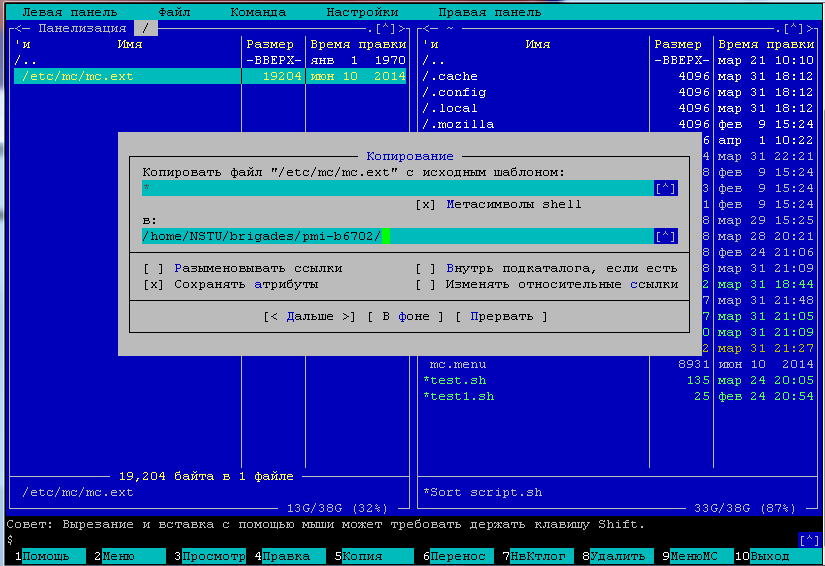 Левая панель Файл Команда Настройки Правая панель
<─ Панелизация / .[^]>
'и Имя Размер Время правки
/.. -ВВЕРХ- янв 1 1970
/etc/mc/mc.ext 19204 июн 10 2014
19,204 байта в 1 файле
/etc/mc/mc.ext
13G/38G (32%)
<─ ~ .[^]>
'и Имя Размер Время правки
/.. -ВВЕРХ- мар 21 10:10
/.cache 4096 мар 31 18:12
/.config 4096 мар 31 18:12
/.local 4096 мар 31 18:12
/.mozilla 4096 фев 9 15:24
6 апр 1 10:22
4 мар 31 22:21
8 фев 9 15:24
3 фев 9 15:24
1 фев 9 15:24
8 мар 29 15:25
8 мар 28 20:21
8 фев 24 21:06
8 мар 31 21:09
2 мар 31 18:44
7 мар 31 21:48
7 мар 31 21:05
0 мар 31 21:09
2 мар 31 21:27
mc.menu 8931 июн 10 2014
*test.sh 135 мар 24 20:05
*test1.sh 25 фев 24 20:54
*Sort script.sh
33G/38G (87%)
Копирование
Копировать файл "/etc/mc/mc.ext" с исходным шаблоном:
* [^]
[x] Метасимволы shell
в:
/home/NSTU/brigades/pmi-b6702/ [^]
[ ] Разыменовывать ссылки [ ] Внутрь подкаталога, если есть
[x] Сохранять атрибуты [ ] Изменять относительные ссылки
[< Дальше >] [ В фоне ] [ Прервать ]
Совет: Вырезание и вставка с помощью мыши может требовать держать клавишу Shift.
$ [^]
1Помощь 2Меню 3Просмотр 4Правка 5Копия 6Перенос 7НвКтлог 8Удалить 9МенюМС 10Выход